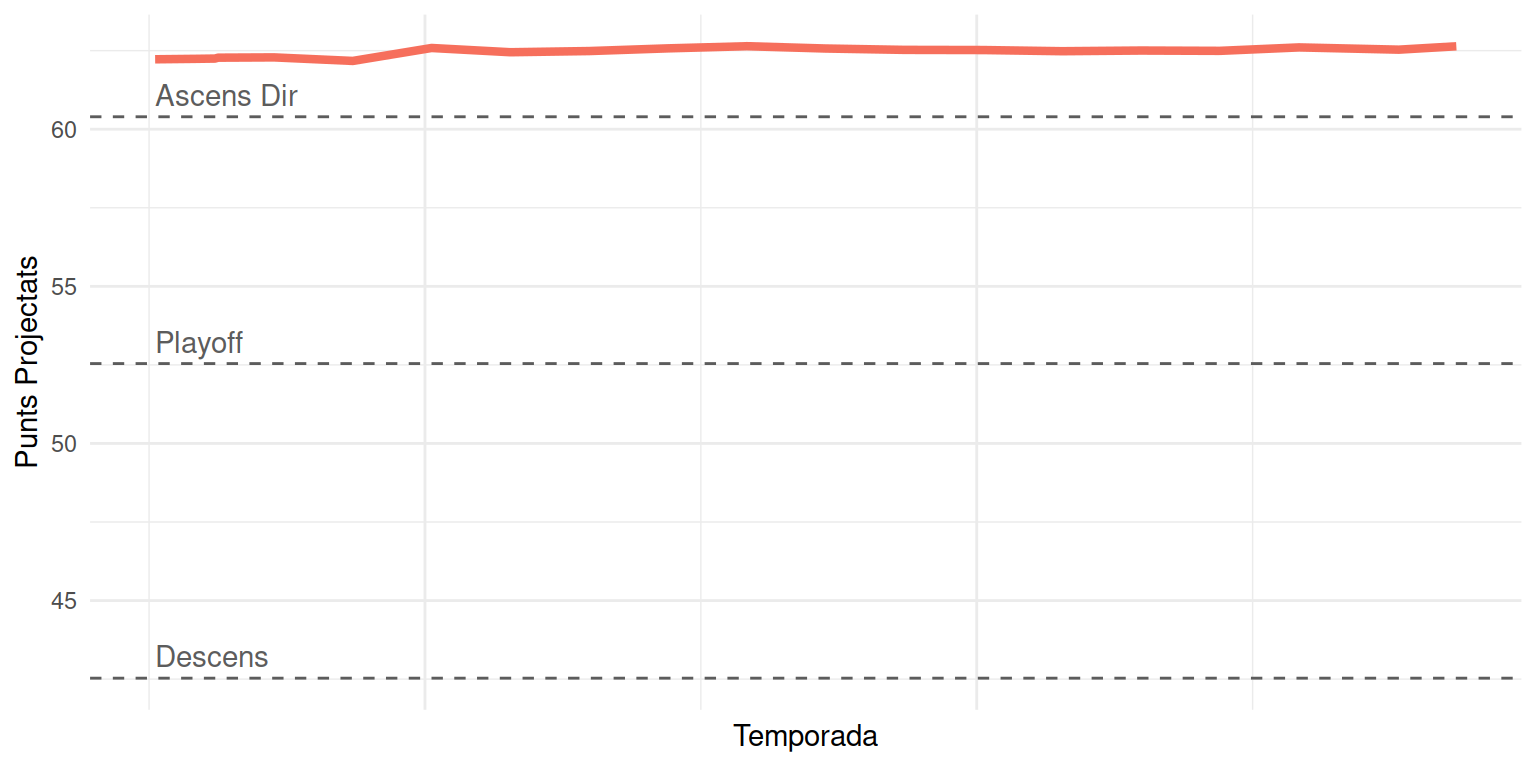 Ascens Dir
60
55
Playoff
50
45
Descens
Punts Projectats
Temporada